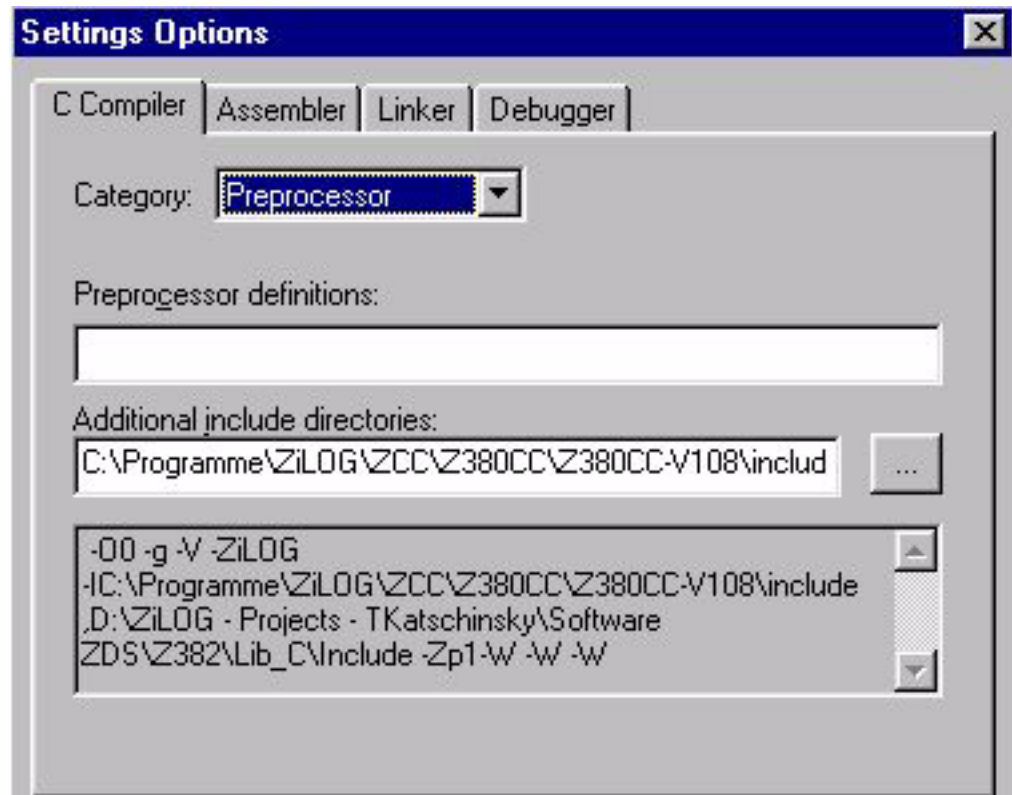 Settings Options
C Compiler Assembler Linker Debugger
Category: Preprocessor
Preprocessor definitions:
Additional include directories:
C:\Programme\ZiLOG\ZCC\Z380CC\Z380CC-V108\includ ...
-O0 -g -V -ZiLOG
-IC:\Programme\ZiLOG\ZCC\Z380CC\Z380CC-V108\include
,D:\ZiLOG - Projects - TKatschinsky\Software
ZDS\Z382\Lib_C\Include -Zp1-W -W -W